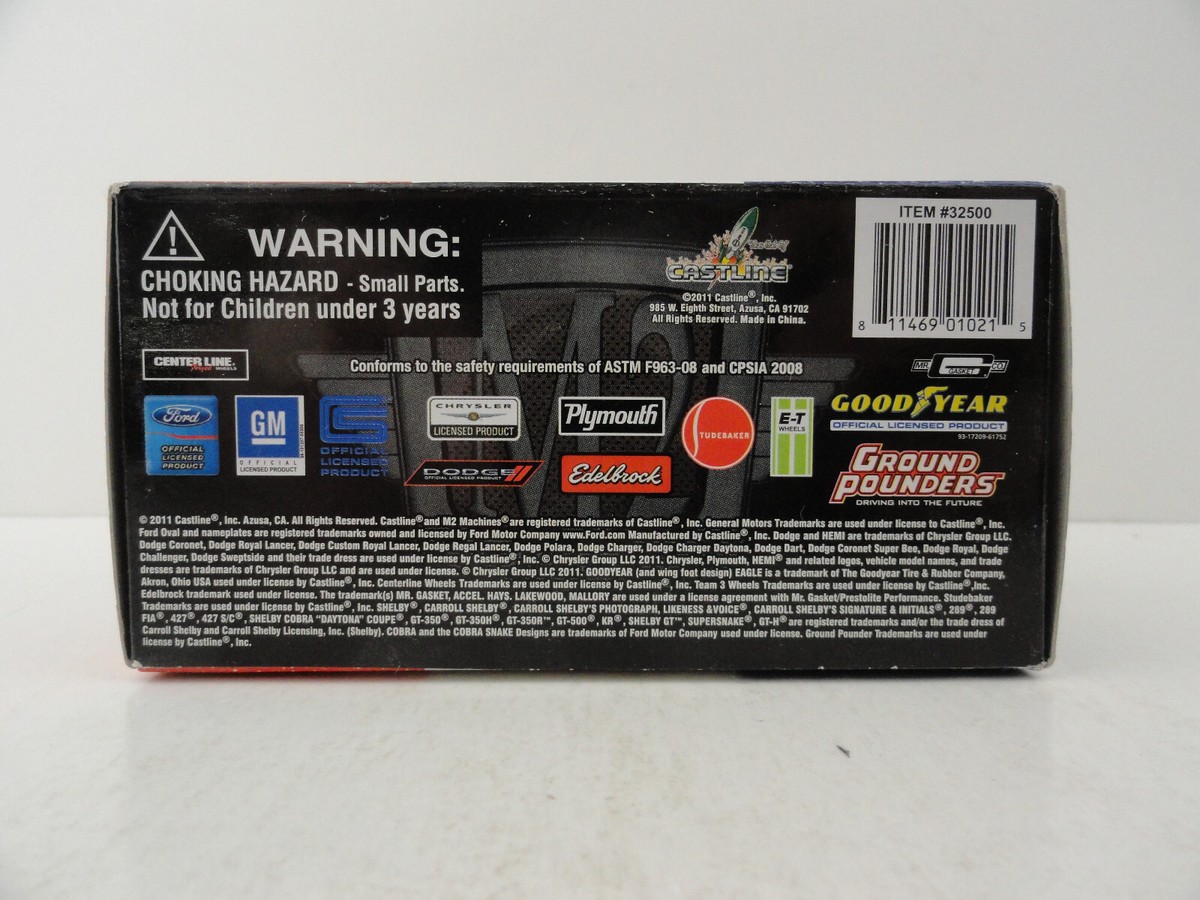 WARNING:
CHOKING HAZARD - Small Parts.
Not for Children under 3 years
CASTLINE®
©2011 Castline®, Inc.
985 W. Eighth Street, Azusa, CA 91702
All Rights Reserved. Made in China.
ITEM #32500
8 11469 01021 5
CENTER LINE
WHEELS
Conforms to the safety requirements of ASTM F963-08 and CPSIA 2008
MR. GASKET CO.
Ford
OFFICIAL
LICENSED
PRODUCT
GM
OFFICIAL
LICENSED PRODUCT
CS
OFFICIAL
LICENSED
PRODUCT
CHRYSLER
LICENSED PRODUCT
DODGE
OFFICIAL LICENSED PRODUCT
Plymouth
Edelbrock
STUDEBAKER
E-T
WHEELS
GOODYEAR
OFFICIAL LICENSED PRODUCT
93-17209-61752
GROUND
POUNDERS
DRIVING INTO THE FUTURE
© 2011 Castline®, Inc. Azusa, CA. All Rights Reserved. Castline® and M2 Machines® are registered trademarks of Castline®, Inc. General Motors Trademarks are used under license to Castline®, Inc.
Ford Oval and nameplates are registered trademarks owned and licensed by Ford Motor Company www.Ford.com Manufactured by Castline®, Inc. Dodge and HEMI are trademarks of Chrysler Group LLC.
Dodge Coronet, Dodge Royal Lancer, Dodge Custom Royal Lancer, Dodge Regal Lancer, Dodge Polara, Dodge Charger, Dodge Charger Daytona, Dodge Dart, Dodge Coronet Super Bee, Dodge Royal, Dodge
Challenger, Dodge Sweptside and their trade dress are used under license by Castline®, Inc. © Chrysler Group LLC 2011. Chrysler, Plymouth, HEMI® and related logos, vehicle model names, and trade
dresses are trademarks of Chrysler Group LLC and are used under license. © Chrysler Group LLC 2011. GOODYEAR (and wing foot design) EAGLE is a trademark of The Goodyear Tire & Rubber Company,
Akron, Ohio USA used under license by Castline®, Inc. Centerline Wheels Trademarks are used under license by Castline®, Inc. Team 3 Wheels Trademarks are used under license by Castline®, Inc.
Edelbrock trademark used under license. The trademark(s) MR. GASKET, ACCEL. HAYS. LAKEWOOD, MALLORY are used under a license agreement with Mr. Gasket/Prestolite Performance. Studebaker
Trademarks are used under license by Castline®, Inc. SHELBY®, CARROLL SHELBY®, CARROLL SHELBY'S PHOTOGRAPH, LIKENESS &VOICE®, CARROLL SHELBY'S SIGNATURE & INITIALS®, 289®, 289
FIA®, 427®, 427 S/C®, SHELBY COBRA "DAYTONA" COUPE®, GT-350®, GT-350H®, GT-350R™, GT-500®, KR®, SHELBY GT™, SUPERSNAKE®, GT-H® are registered trademarks and/or the trade dress of
Carroll Shelby and Carroll Shelby Licensing, Inc. (Shelby). COBRA and the COBRA SNAKE Designs are trademarks of Ford Motor Company used under license. Ground Pounder Trademarks are used under
license by Castline®, Inc.